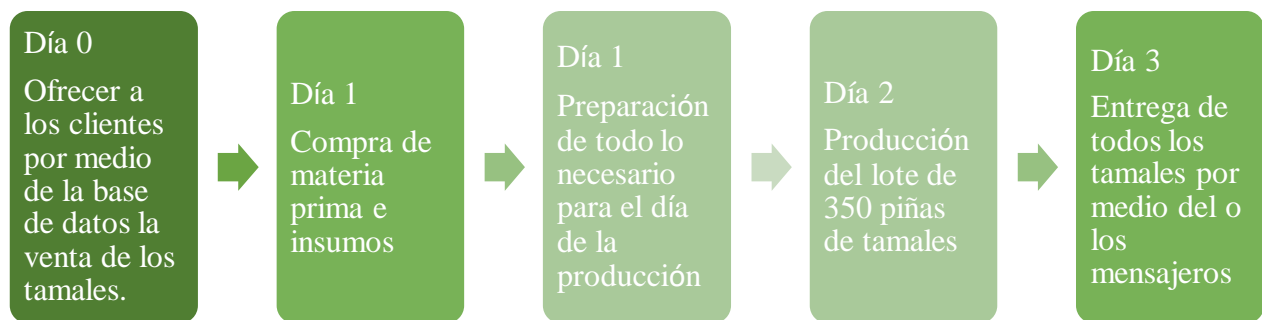 Día 0
Ofrecer a
los clientes
por medio
de la base
de datos la
venta de los
tamales.
Día 1
Compra de
materia
prima e
insumos
Día 1
Preparación
de todo lo
necesario
para el día
de la
producción
Día 2
Producción
del lote de
350 piñas
de tamales
Día 3
Entrega de
todos los
tamales por
medio del o
los
mensajeros